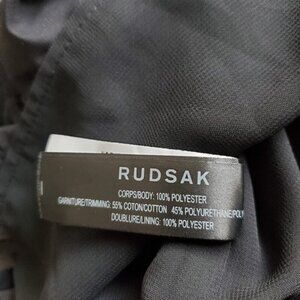 RUDSAK
CORPS/BODY: 100% POLYESTER
GARNITURE/TRIMMING: 55% COTON/COTTON 45% POLYURETHANE/POLY
DOUBLURE/LINING: 100% POLYESTER